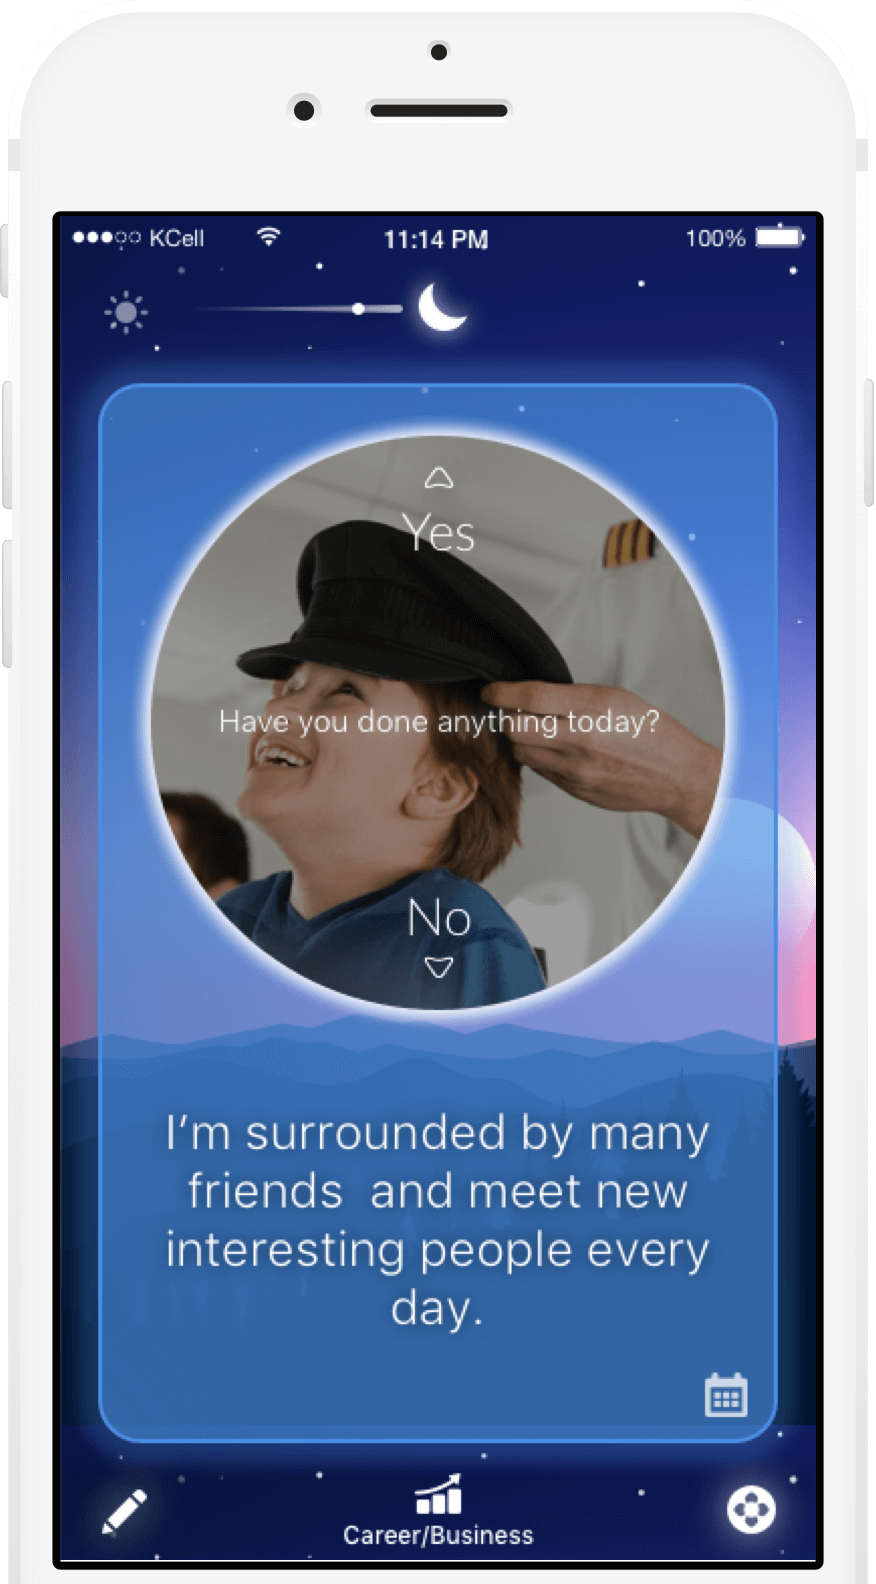 KCell
11:14 PM
100%
Yes
Have you done anything today?
No
I'm surrounded by many
friends  and meet new
interesting people every
day.
Career/Business